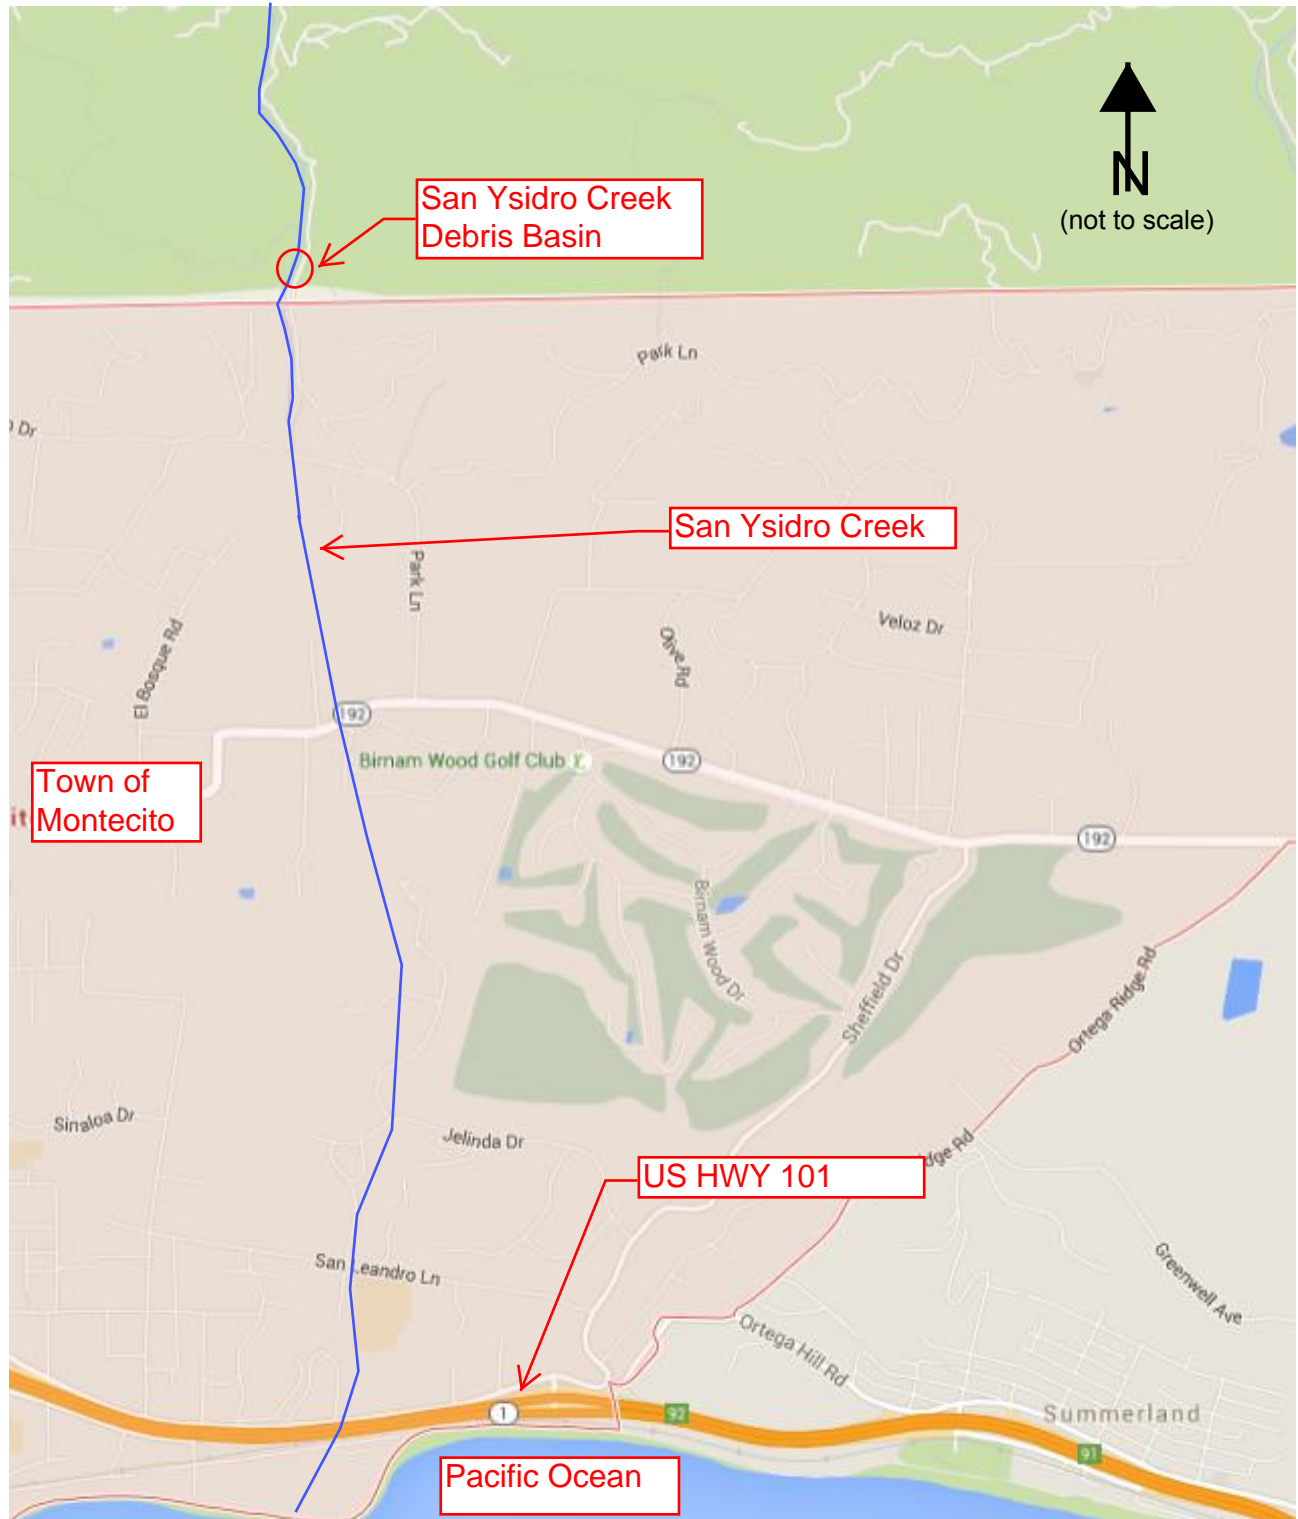 San Ysidro Creek
Debris Basin
N
(not to scale)
Park Ln
Dr
San Ysidro Creek
Park Ln
El Bosque Rd
Olive Rd
Veloz Dr
192
Birnam Wood Golf Club
192
Town of
Montecito
192
Birnam Wood Dr
Sheffield Dr
Ortega Ridge Rd
Sinaloa Dr
Jelinda Dr
US HWY 101
dge Rd
San Leandro Ln
Greenwell Ave
Ortega Hill Rd
1
92
Summerland
91
Pacific Ocean